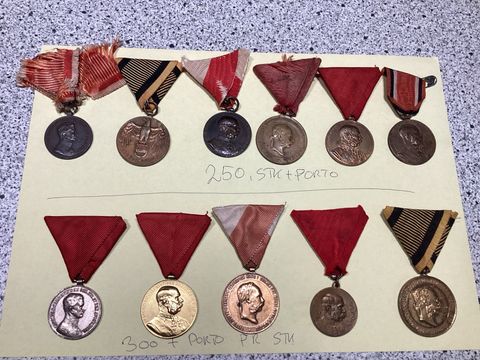 250, STK + PORTO
300 + PORTO PR STK